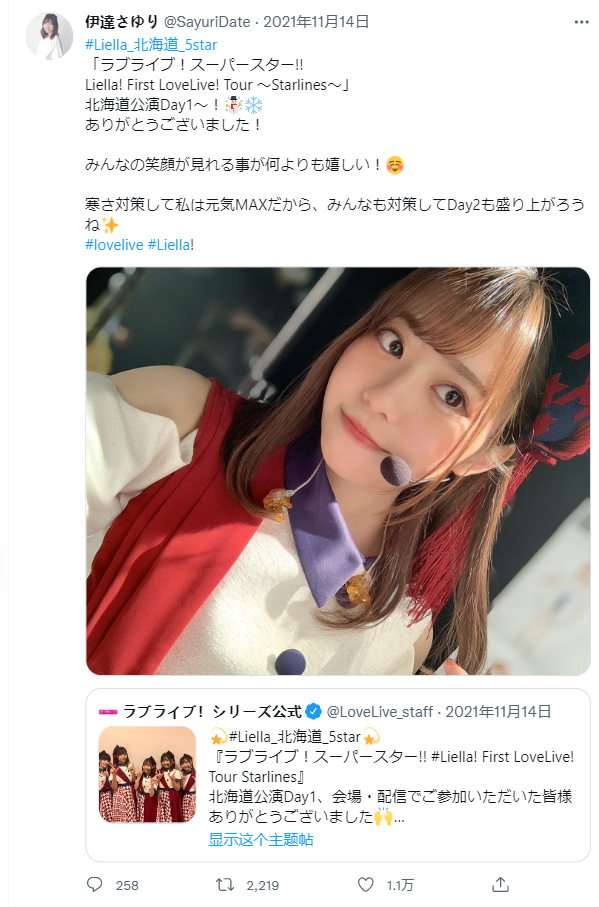 伊達さゆり @SayuriDate · 2021年11月14日
#Liella_北海道_5star
「ラブライブ！スーパースター!!
Liella! First LoveLive! Tour ～Starlines～」
北海道公演Day1～！☃️❄️
ありがとうございました！
みんなの笑顔が見れる事が何よりも嬉しい！☺️
寒さ対策して私は元気MAXだから、みんなも対策してDay2も盛り上がろう
ね✨
#lovelive #Liella!
ラブライブ！シリーズ公式 @LoveLive_staff · 2021年11月14日
💫#Liella_北海道_5star💫
『ラブライブ！スーパースター!! #Liella! First LoveLive!
Tour Starlines』
北海道公演Day1、会場・配信でご参加いただいた皆様
ありがとうございました🙌...
显示这个主题帖
258 2,219 1.1万